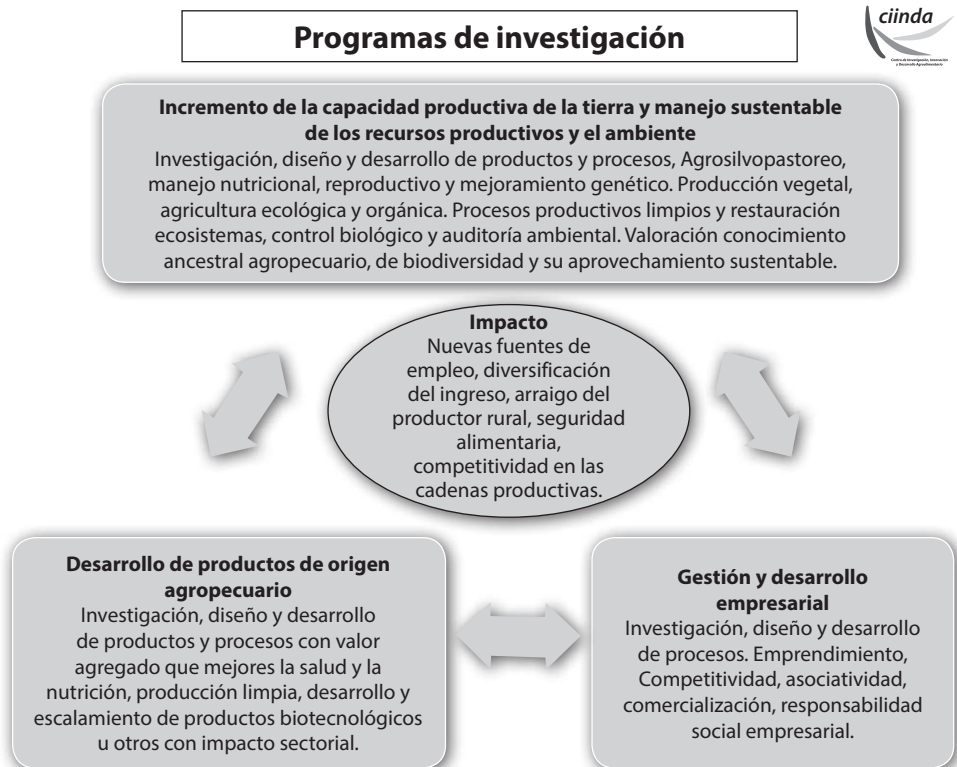 Programas de investigación
ciinda
Centro de Investigación, Innovación
y Desarrollo Agroalimentario
Incremento de la capacidad productiva de la tierra y manejo sustentable
de los recursos productivos y el ambiente
Investigación, diseño y desarrollo de productos y procesos, Agrosilvopastoreo,
manejo nutricional, reproductivo y mejoramiento genético. Producción vegetal,
agricultura ecológica y orgánica. Procesos productivos limpios y restauración
ecosistemas, control biológico y auditoría ambiental. Valoración conocimiento
ancestral agropecuario, de biodiversidad y su aprovechamiento sustentable.
Impacto
Nuevas fuentes de
empleo, diversificación
del ingreso, arraigo del
productor rural, seguridad
alimentaria,
competitividad en las
cadenas productivas.
Desarrollo de productos de origen
agropecuario
Investigación, diseño y desarrollo
de productos y procesos con valor
agregado que mejores la salud y la
nutrición, producción limpia, desarrollo y
escalamiento de productos biotecnológicos
u otros con impacto sectorial.
Gestión y desarrollo
empresarial
Investigación, diseño y desarrollo
de procesos. Emprendimiento,
Competitividad, asociatividad,
comercialización, responsabilidad
social empresarial.